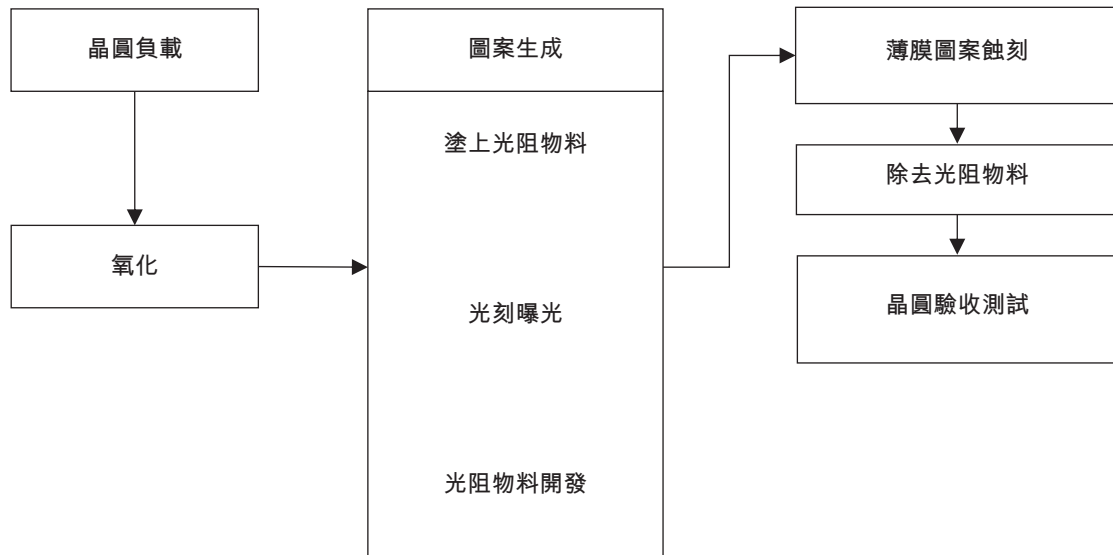 晶圓負載
氧化
圖案生成
塗上光阻物料
光刻曝光
光阻物料開發
薄膜圖案蝕刻
除去光阻物料
晶圓驗收測試